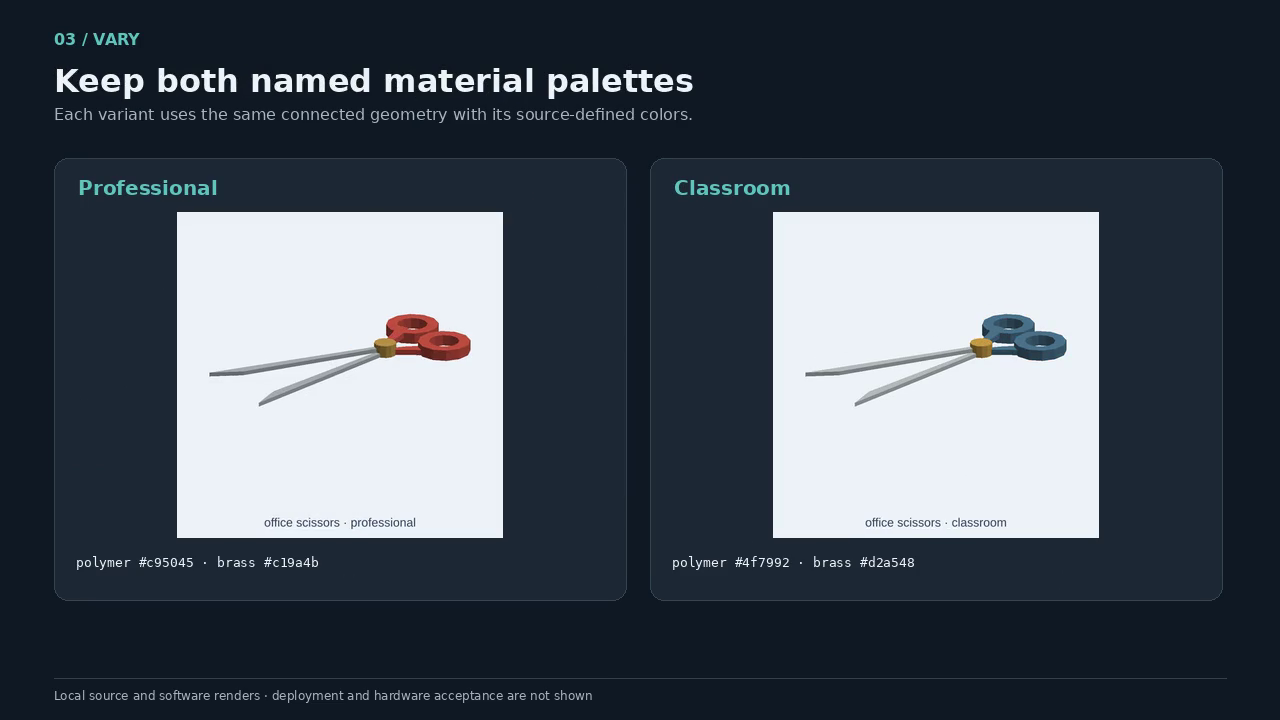 03 / VARY
Keep both named material palettes
Each variant uses the same connected geometry with its source-defined colors.
Professional
office scissors · professional
polymer #c95045 · brass #c19a4b
Classroom
office scissors · classroom
polymer #4f7992 · brass #d2a548
Local source and software renders · deployment and hardware acceptance are not shown